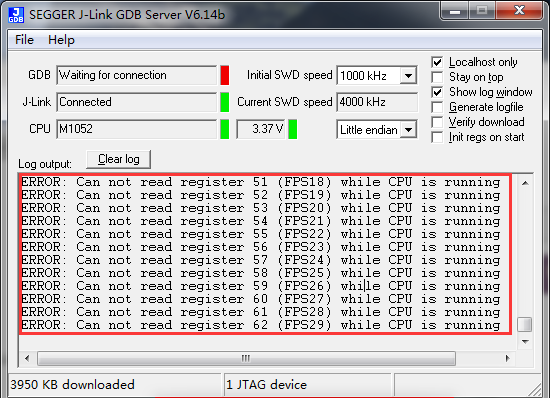 SEGGER J-Link GDB Server V6.14b
File Help
GDB Waiting for connection Initial SWD speed 1000 kHz
J-Link Connected Current SWD speed 4000 kHz
CPU M1052 3.37 V Little endian
Localhost only
Stay on top
Show log window
Generate logfile
Verify download
Init regs on start
Log output: Clear log
ERROR: Can not read register 51 (FPS18) while CPU is running
ERROR: Can not read register 52 (FPS19) while CPU is running
ERROR: Can not read register 53 (FPS20) while CPU is running
ERROR: Can not read register 54 (FPS21) while CPU is running
ERROR: Can not read register 55 (FPS22) while CPU is running
ERROR: Can not read register 56 (FPS23) while CPU is running
ERROR: Can not read register 57 (FPS24) while CPU is running
ERROR: Can not read register 58 (FPS25) while CPU is running
ERROR: Can not read register 59 (FPS26) while CPU is running
ERROR: Can not read register 60 (FPS27) while CPU is running
ERROR: Can not read register 61 (FPS28) while CPU is running
ERROR: Can not read register 62 (FPS29) while CPU is running
3950 KB downloaded 1 JTAG device